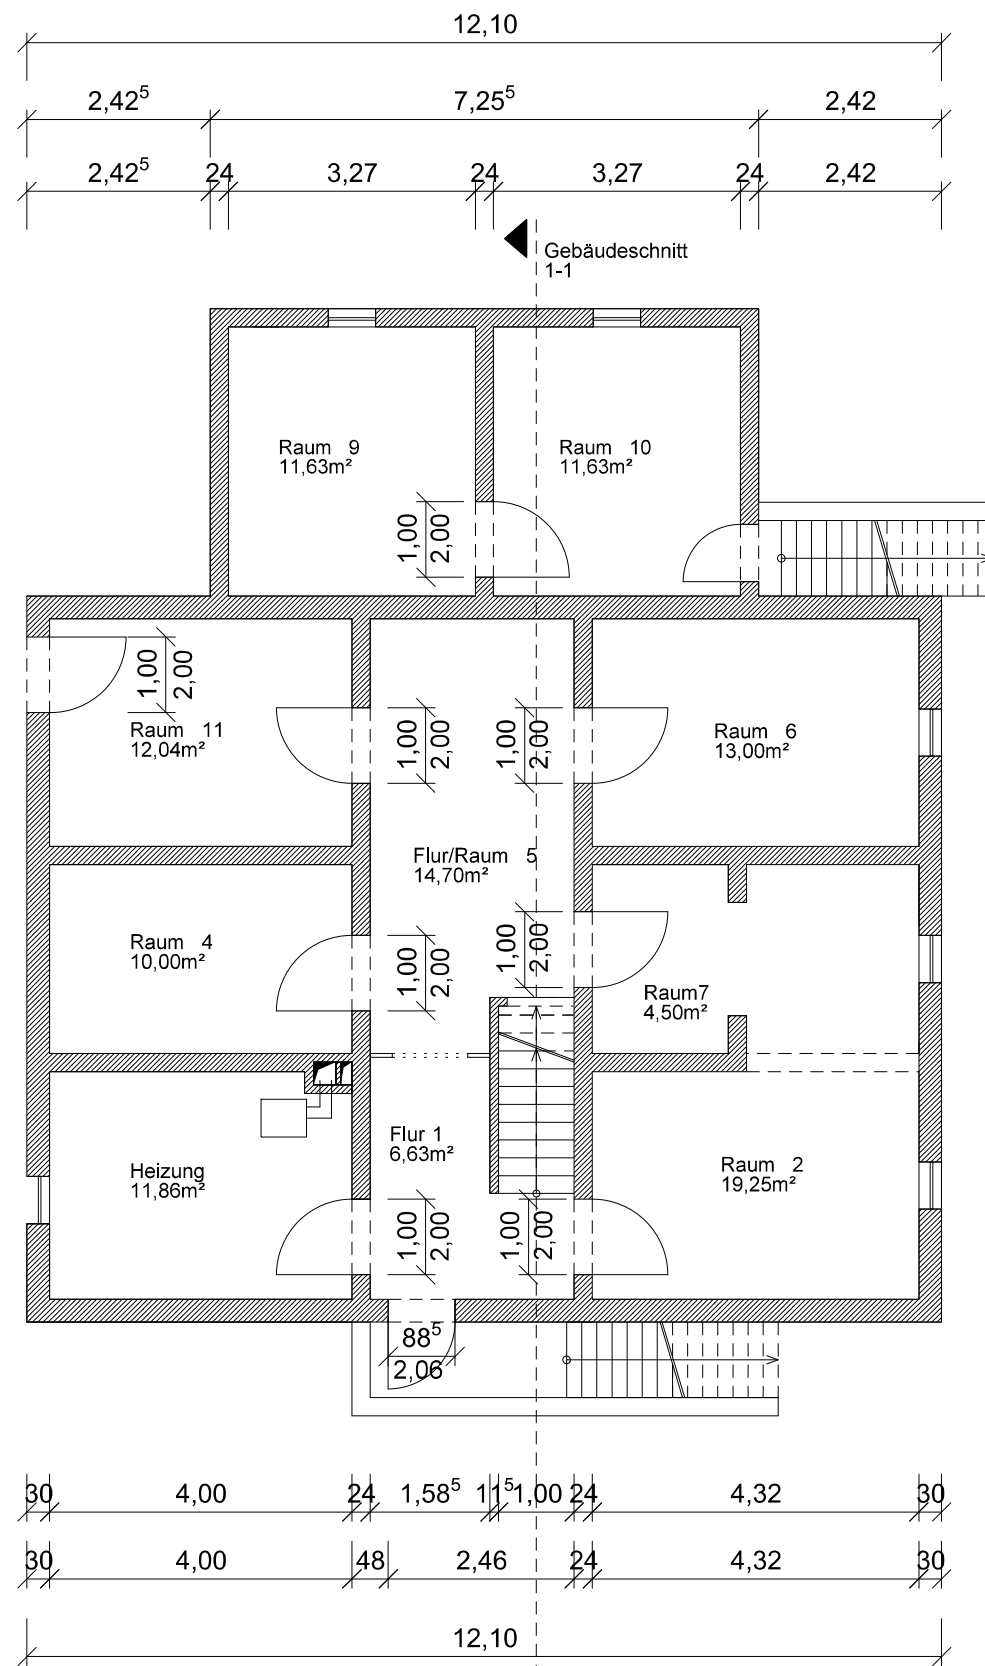 12,10
2,42⁵ 7,25⁵ 2,42
2,42⁵ 24 3,27 24 3,27 24 2,42
Gebäudeschnitt
1-1
Raum 9
11,63m²
Raum 10
11,63m²
1,00
2,00
1,00
2,00
Raum 11
12,04m²
1,00
2,00
1,00
2,00
Raum 6
13,00m²
Flur/Raum 5
14,70m²
Raum 4
10,00m²
1,00
2,00
1,00
2,00
Raum7
4,50m²
Flur 1
6,63m²
Heizung
11,86m²
Raum 2
19,25m²
1,00
2,00
1,00
2,00
88⁵
2,06
30 4,00 24 1,58⁵ 11⁵ 1,00 24 4,32 30
30 4,00 48 2,46 24 4,32 30
12,10